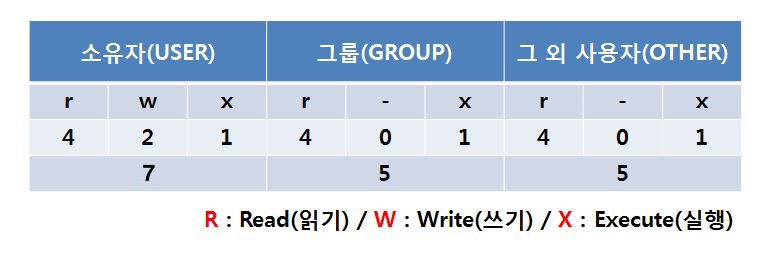 소유자(USER) 그룹(GROUP) 그 외 사용자(OTHER)
r w x r - x r - x
4 2 1 4 0 1 4 0 1
7 5 5
R : Read(읽기) / W : Write(쓰기) / X : Execute(실행)